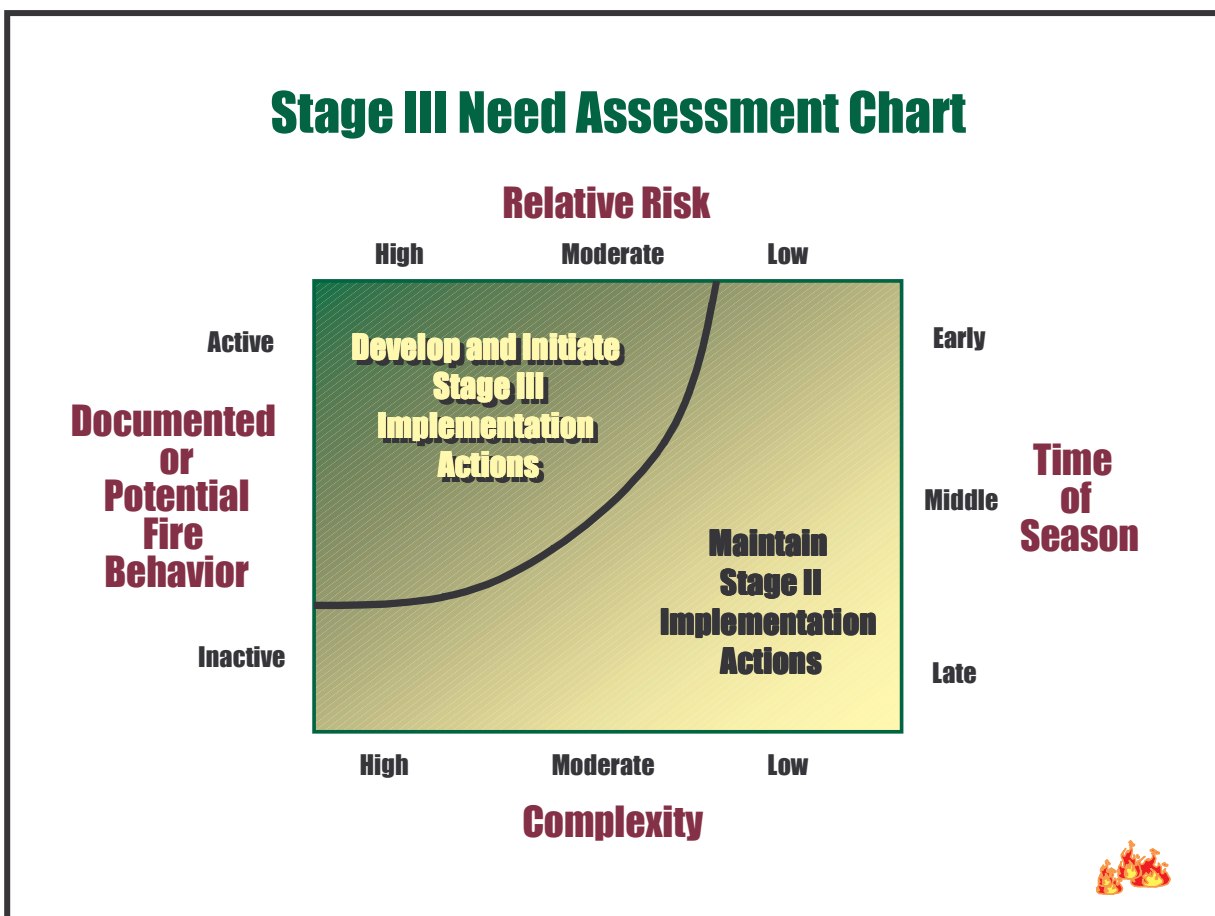 Stage III Need Assessment Chart
Relative Risk
High Moderate Low
Active
Early
Develop and Initiate
Stage III
Implementation
Actions
Documented
or
Potential
Fire
Behavior
Time
of
Season
Middle
Maintain
Stage II
Implementation
Actions
Inactive
Late
High Moderate Low
Complexity